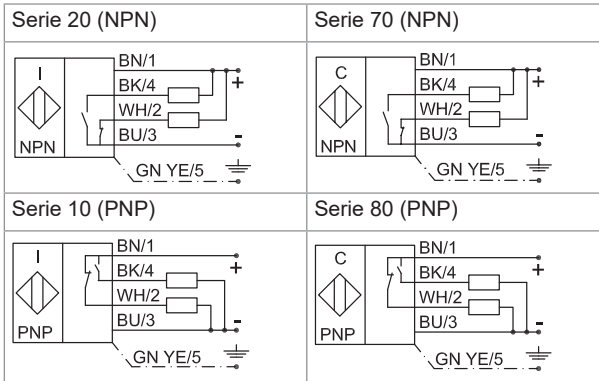 Serie 20 (NPN)
I
NPN
BN/1
BK/4
WH/2
BU/3
+
-
GN YE/5
Serie 70 (NPN)
C
NPN
BN/1
BK/4
WH/2
BU/3
+
-
GN YE/5
Serie 10 (PNP)
I
PNP
BN/1
BK/4
WH/2
BU/3
+
-
GN YE/5
Serie 80 (PNP)
C
PNP
BN/1
BK/4
WH/2
BU/3
+
-
GN YE/5